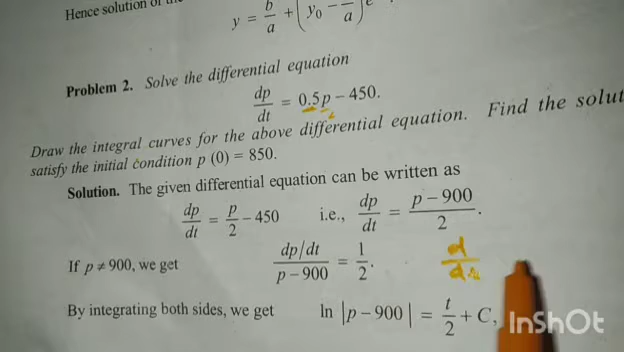 Hence solution of
y = b/a + (y₀ − /a)e
Problem 2. Solve the differential equation
dp/dt = 0.5p – 450.
Draw the integral curves for the above differential equation. Find the solut
satisfy the initial condition p (0) = 850.
Solution. The given differential equation can be written as
dp/dt = p/2 – 450 i.e., dp/dt = (p – 900)/2.
If p ≠ 900, we get (dp/dt)/(p – 900) = 1/2.
By integrating both sides, we get ln |p – 900| = t/2 + C,
InShOt